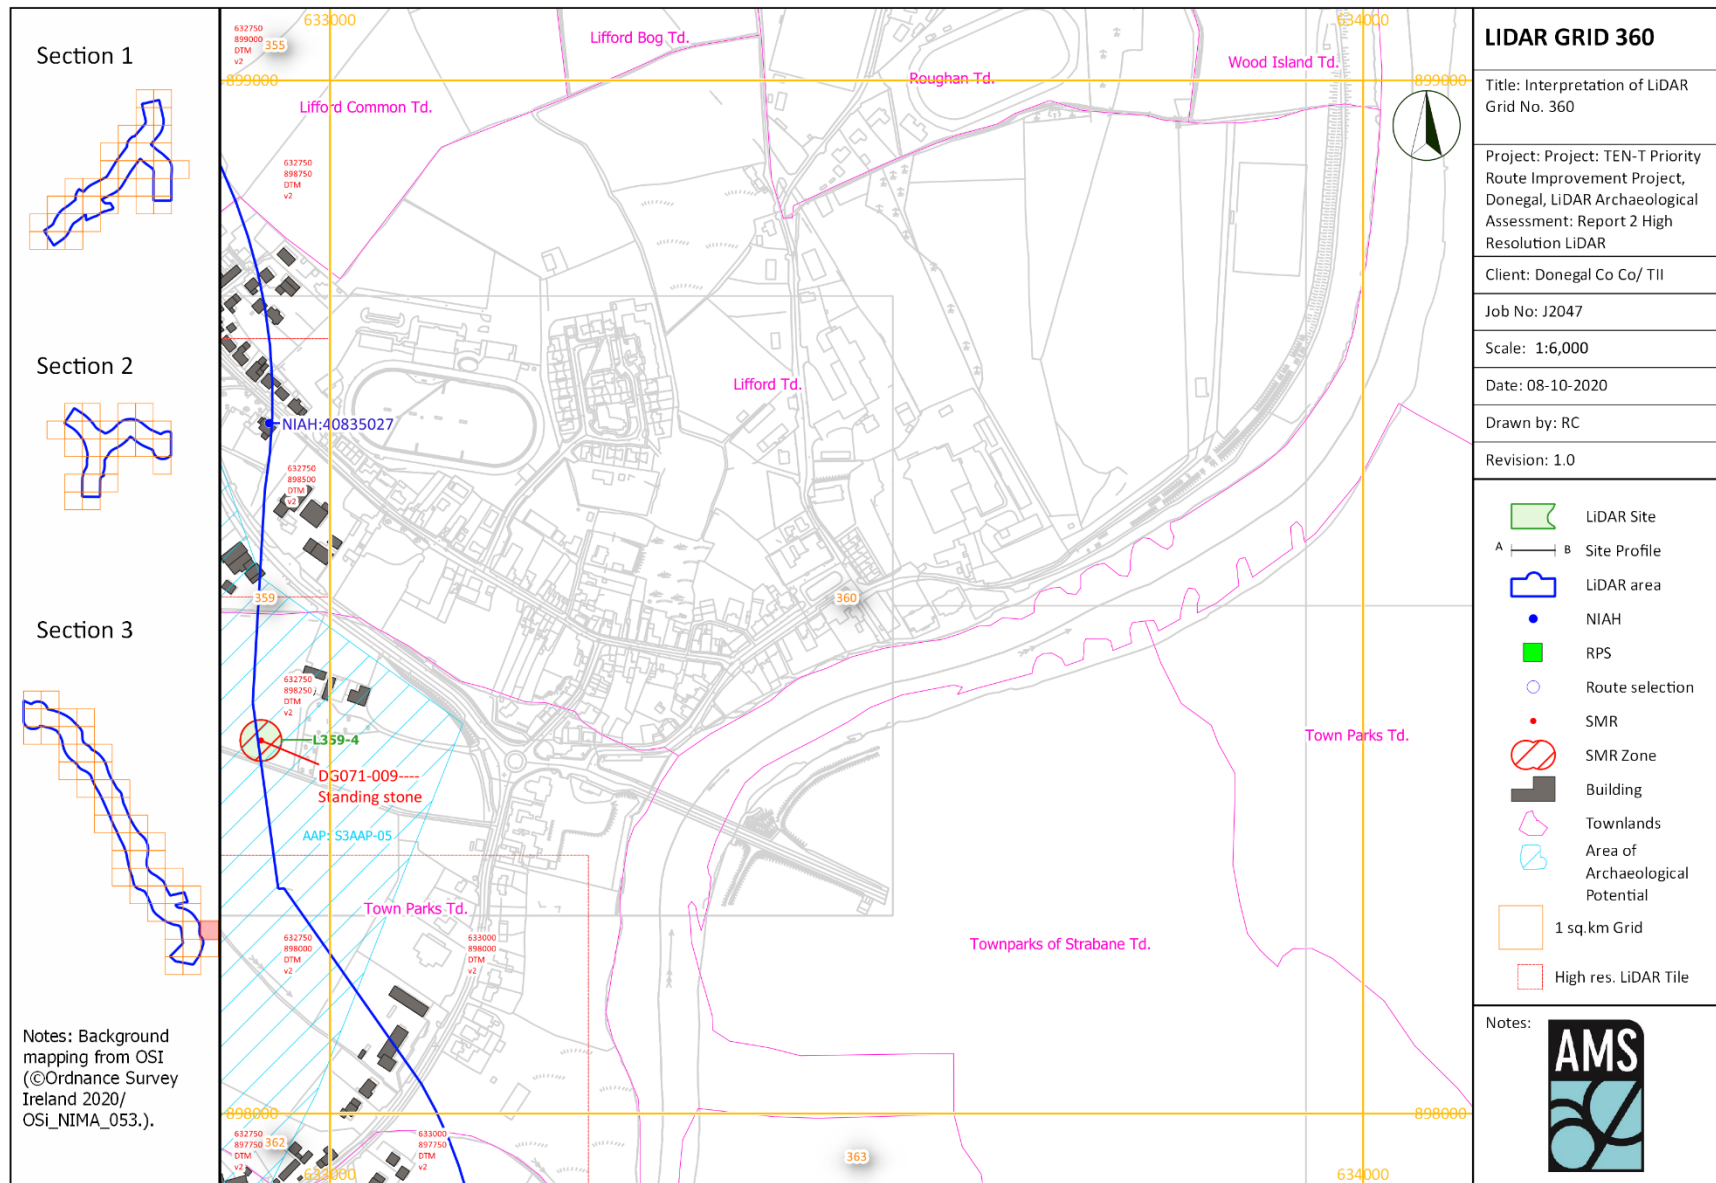 Section 1
Section 2
Section 3
Notes: Background
mapping from OSI
(©Ordnance Survey
Ireland 2020/
OSi_NIMA_053.).
633000
634000
632750
899000
DTM
v2
355
Lifford Bog Td.
Wood Island Td.
Roughan Td.
899000
899000
Lifford Common Td.
632750
898750
DTM
v2
Lifford Td.
NIAH:40835027
632750
898500
DTM
v2
359
360
632750
898250
DTM
v2
L359-4
DG071-009----
Standing stone
Town Parks Td.
AAP: S3AAP-05
Town Parks Td.
632750
898000
DTM
v2
633000
898000
DTM
v2
Townparks of Strabane Td.
898000
898000
632750
897750
DTM
v2
362
633000
897750
DTM
v2
363
633000
634000
LIDAR GRID 360
Title: Interpretation of LiDAR
Grid No. 360
Project: Project: TEN-T Priority
Route Improvement Project,
Donegal, LiDAR Archaeological
Assessment: Report 2 High
Resolution LiDAR
Client: Donegal Co Co/ TII
Job No: J2047
Scale: 1:6,000
Date: 08-10-2020
Drawn by: RC
Revision: 1.0
LiDAR Site
A B Site Profile
LiDAR area
NIAH
RPS
Route selection
SMR
SMR Zone
Building
Townlands
Area of
Archaeological
Potential
1 sq.km Grid
High res. LiDAR Tile
Notes:
AMS